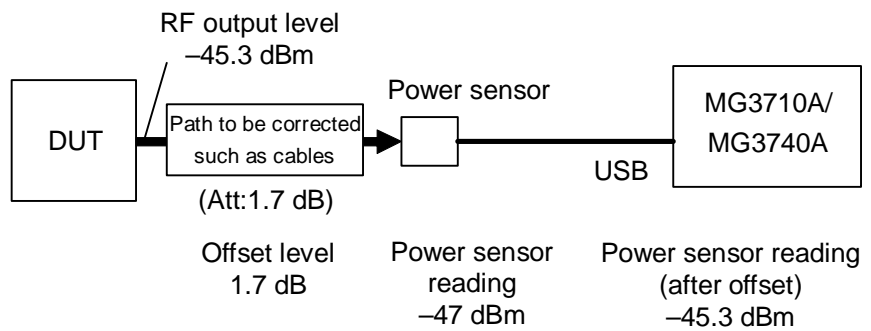 RF output level
–45.3 dBm
DUT
Path to be corrected
such as cables
(Att:1.7 dB)
Power sensor
USB
MG3710A/
MG3740A
Offset level
1.7 dB
Power sensor
reading
–47 dBm
Power sensor reading
(after offset)
–45.3 dBm